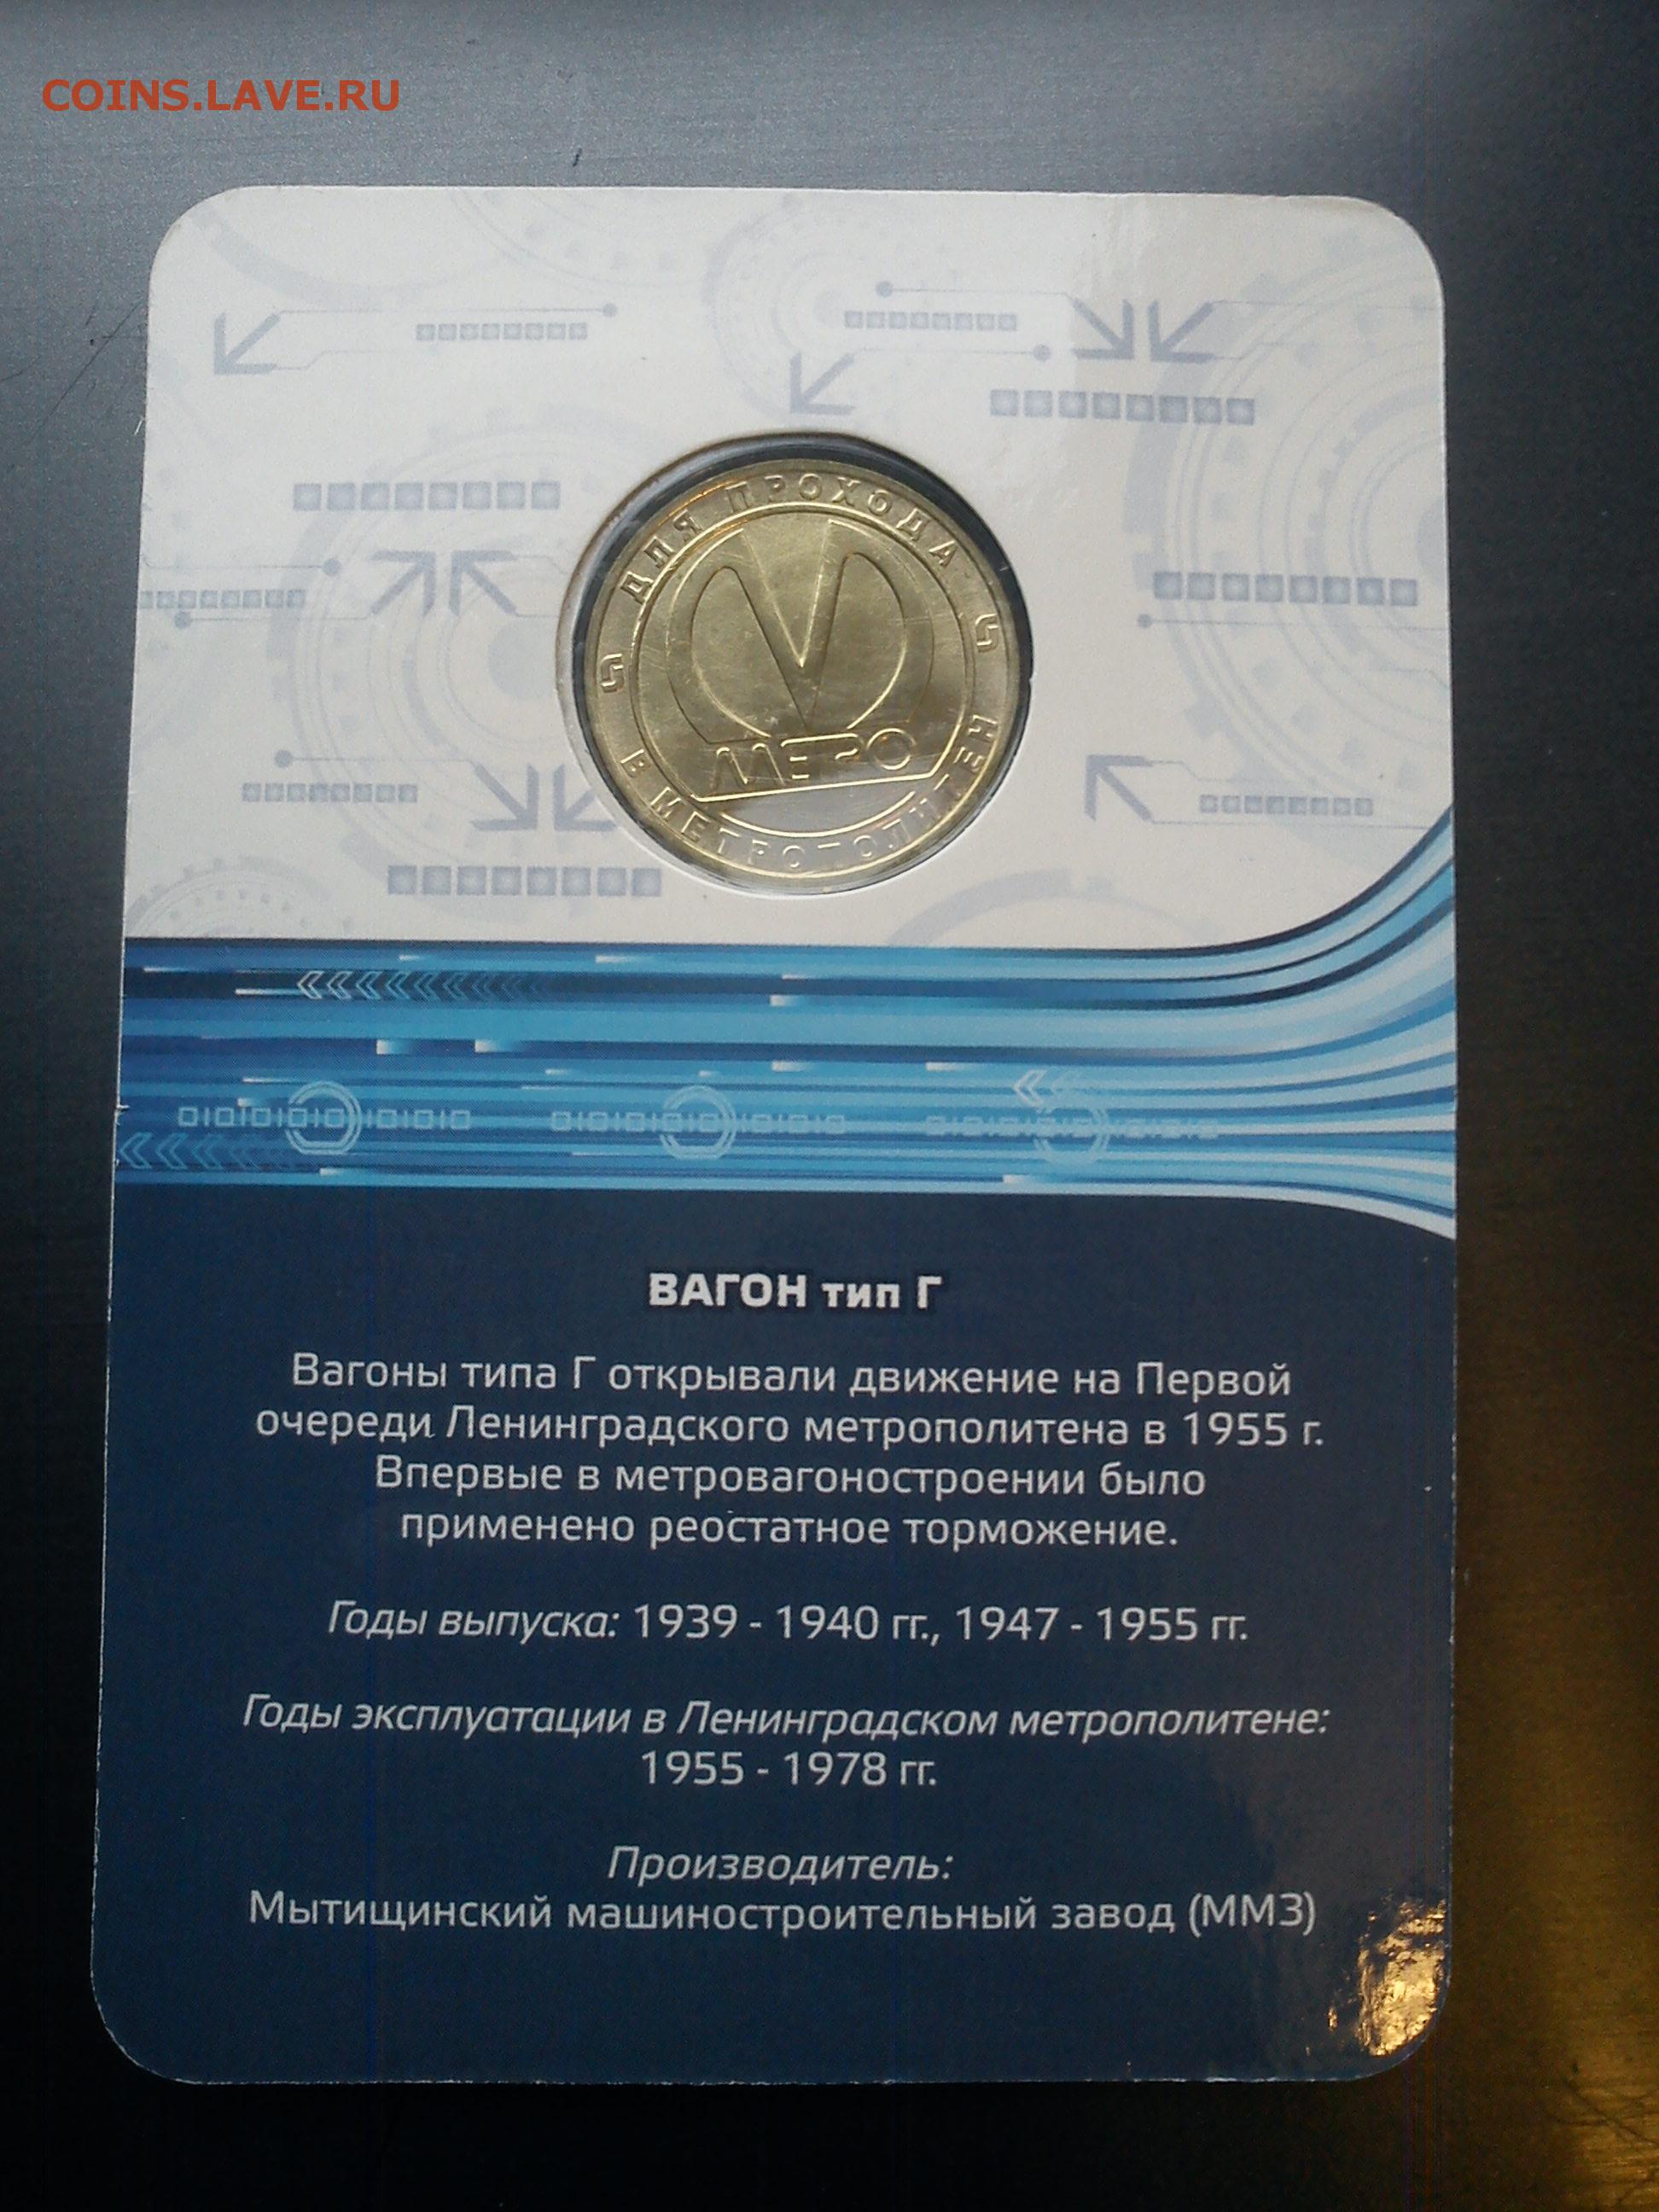 COINS.LAVE.RU
ДЛЯ ПРОХОДА
МЕТРО
В МЕТРОПОЛИТЕН
ВАГОН тип Г
Вагоны типа Г открывали движение на Первой
очереди Ленинградского метрополитена в 1955 г.
Впервые в метровагоностроении было
применено реостатное торможение.
Годы выпуска: 1939 - 1940 гг., 1947 - 1955 гг.
Годы эксплуатации в Ленинградском метрополитене:
1955 - 1978 гг.
Производитель:
Мытищинский машиностроительный завод (ММЗ)